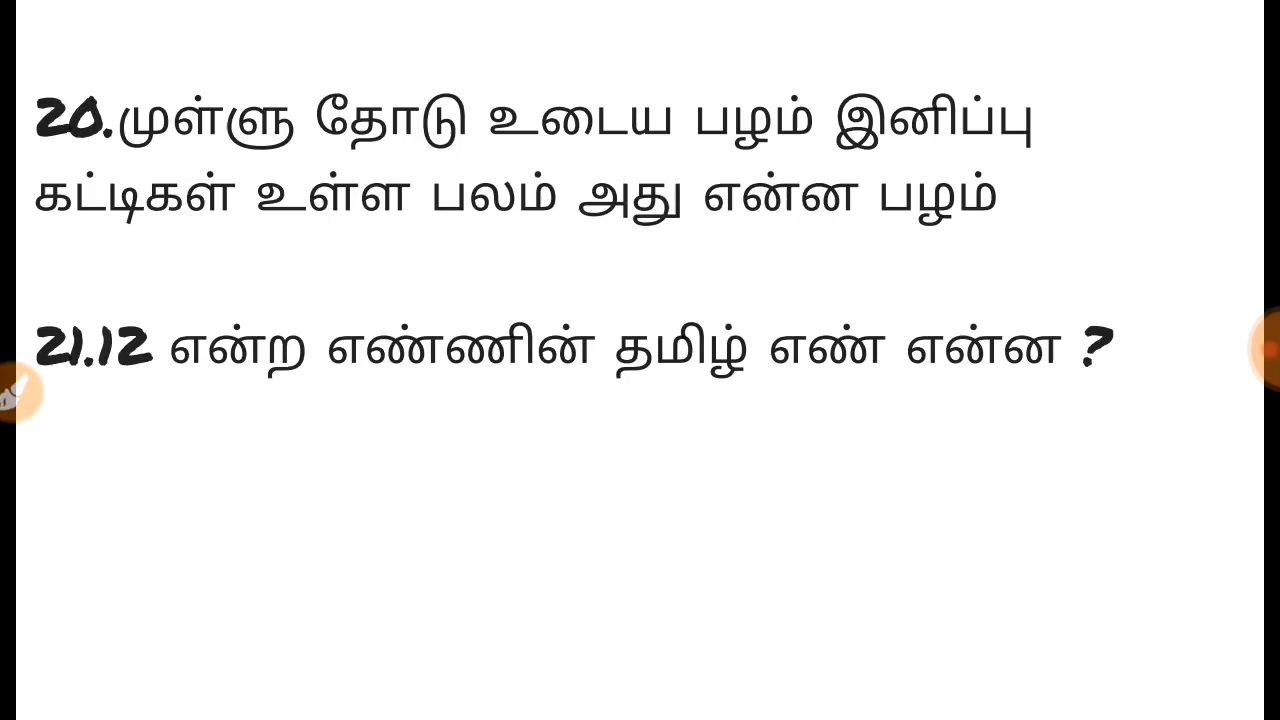 20.முள்ளு தோடு உடைய பழம் இனிப்பு
கட்டிகள் உள்ள பலம் அது என்ன பழம்
21.12 என்ற எண்ணின் தமிழ் எண் என்ன ?